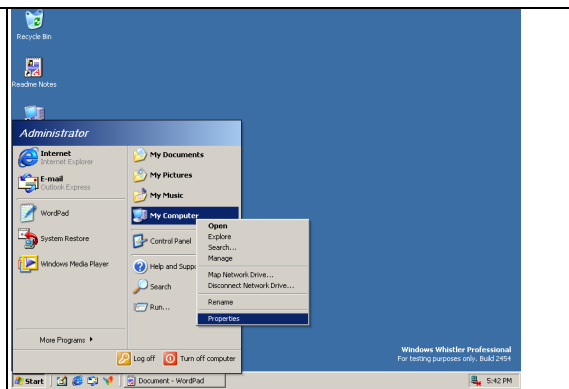 Recycle Bin
Readme Notes
Administrator
Internet
Internet Explorer
E-mail
Outlook Express
WordPad
System Restore
Windows Media Player
More Programs
My Documents
My Pictures
My Music
My Computer
Control Panel
Help and Suppo
Search
Run...
Open
Explore
Search...
Manage
Map Network Drive...
Disconnect Network Drive...
Rename
Properties
Log off
Turn off computer
Windows Whistler Professional
For testing purposes only. Build 2454
Start
Document - WordPad
5:42 PM